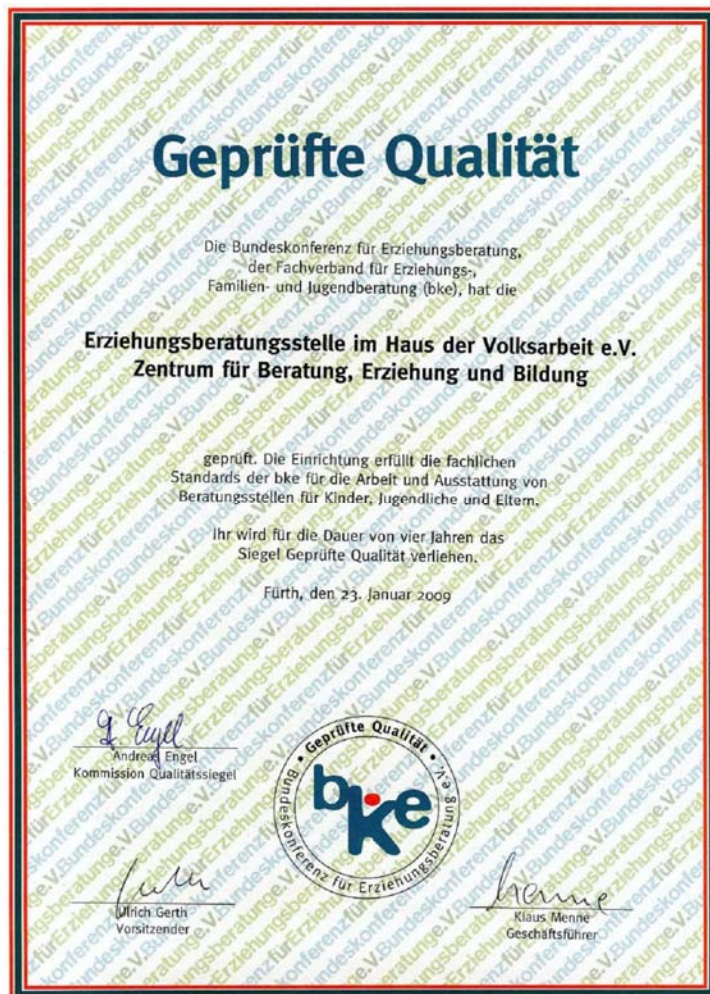 Geprüfte Qualität
Die Bundeskonferenz für Erziehungsberatung,
der Fachverband für Erziehungs-,
Familien- und Jugendberatung (bke), hat die
Erziehungsberatungsstelle im Haus der Volksarbeit e.V.
Zentrum für Beratung, Erziehung und Bildung
geprüft. Die Einrichtung erfüllt die fachlichen
Standards der bke für die Arbeit und Ausstattung von
Beratungsstellen für Kinder, Jugendliche und Eltern.
Ihr wird für die Dauer von vier Jahren das
Siegel Geprüfte Qualität verliehen.
Fürth, den 23. Januar 2009
Andreas Engel
Kommission Qualitätssiegel
• Geprüfte Qualität •
bke
Bundeskonferenz für Erziehungsberatung e.V.
Ulrich Gerth
Vorsitzender
Klaus Menne
Geschäftsführer